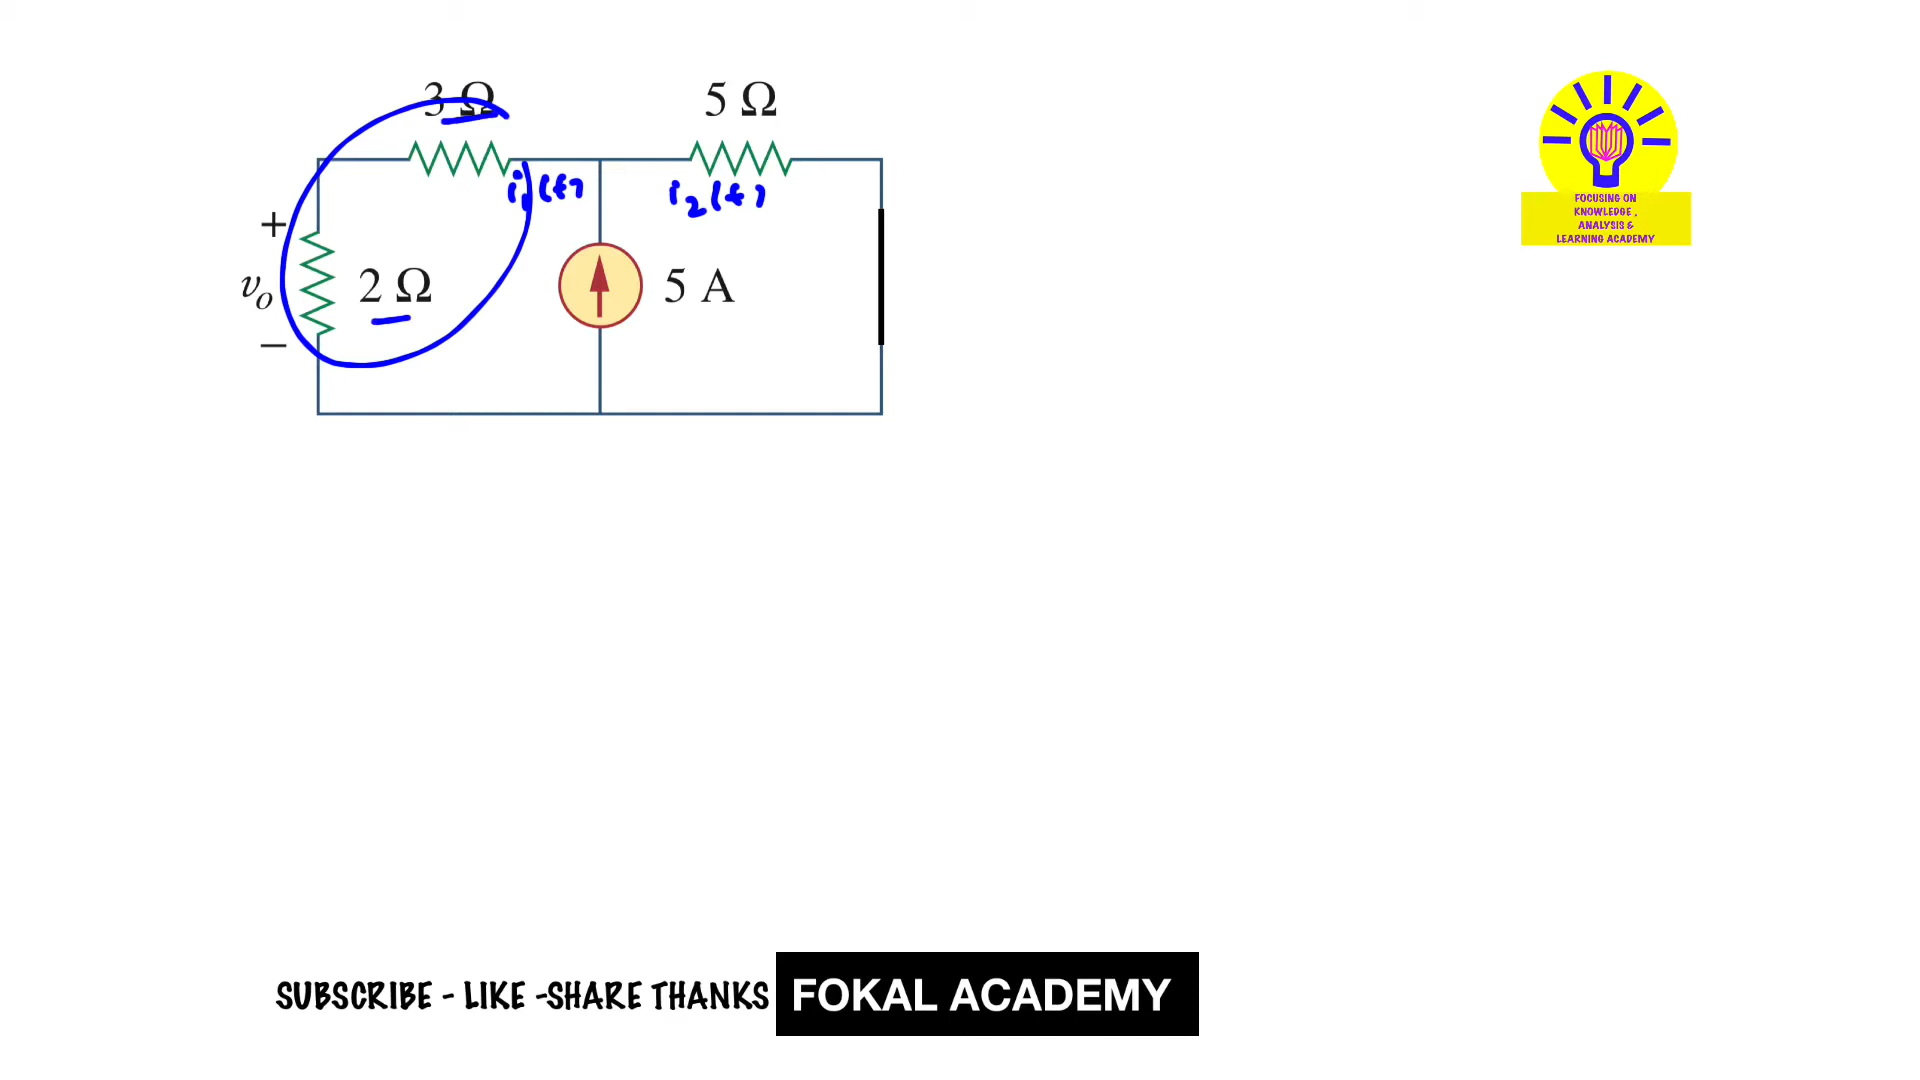 3 Ω
5 Ω
i₁(t)
i₂(t)
+
vₒ
−
2 Ω
5 A
FOCUSING ON
KNOWLEDGE ,
ANALYSIS &
LEARNING ACADEMY
SUBSCRIBE - LIKE -SHARE THANKS
FOKAL ACADEMY